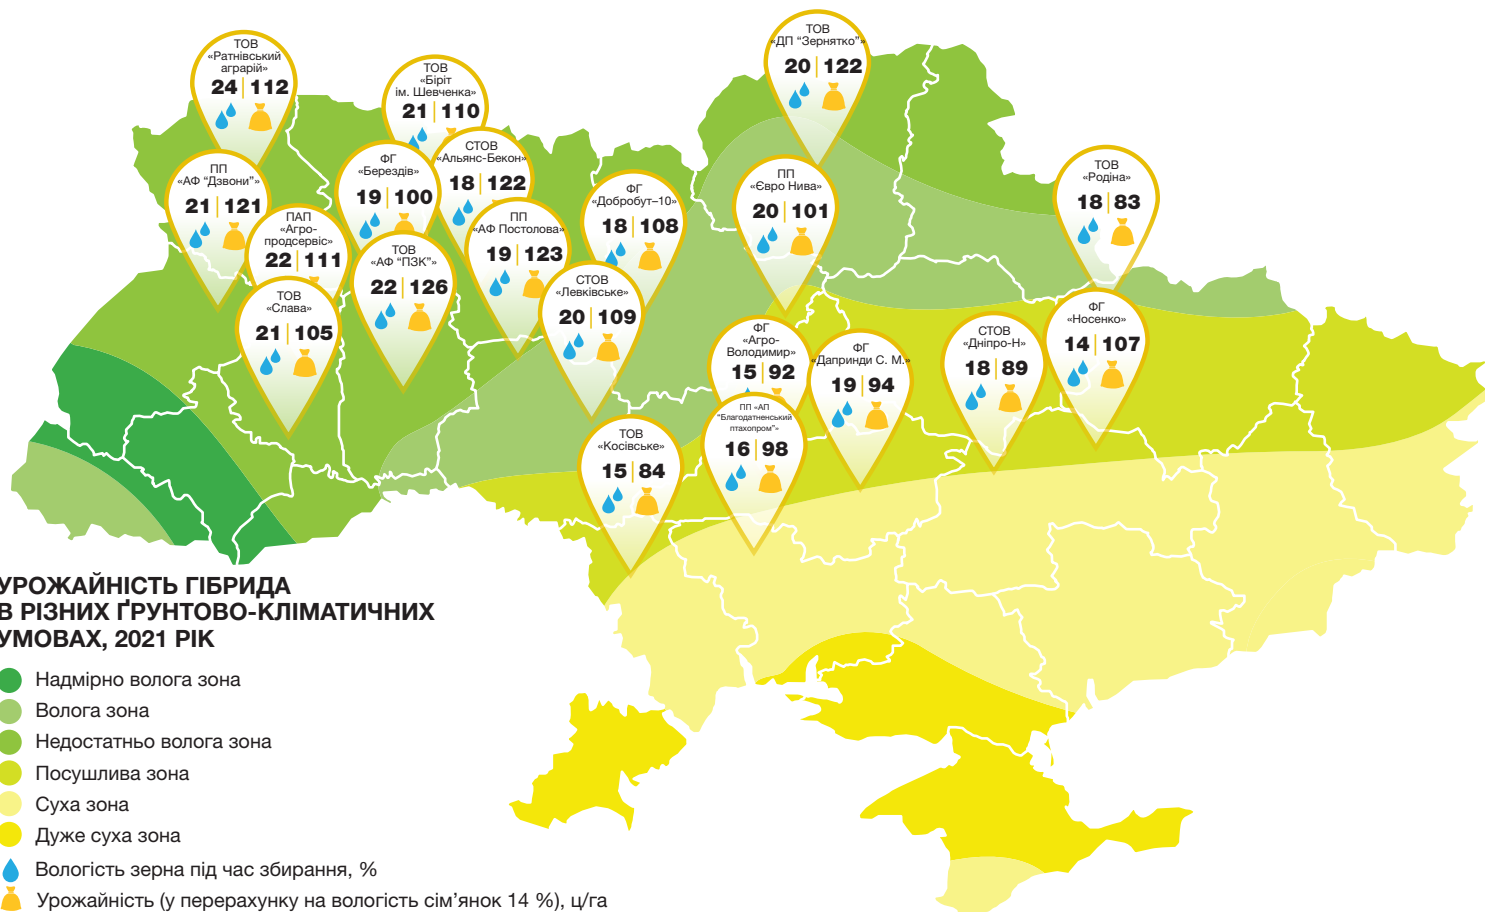 ТОВ
«Ратнівський
аграрій»
24 112
ТОВ
«Біріт
ім. Шевченка»
21 110
ТОВ
«ДП "Зернятко"»
20 122
ПП
«АФ "Дзвони"»
21 121
ФГ
«Берездів»
19 100
СТОВ
«Альянс-Бекон»
18 122
ПАП
«Агро-
продсервіс»
22 111
ТОВ
«АФ "ПЗК"»
22 126
ПП
«АФ Постолова»
19 123
ФГ
«Добробут–10»
18 108
ПП
«Євро Нива»
20 101
ТОВ
«Родіна»
18 83
ТОВ
«Слава»
21 105
СТОВ
«Левківське»
20 109
ФГ
«Агро-
Володимир»
15 92
ФГ
«Даприnди С. М.»
19 94
СТОВ
«Дніпро-Н»
18 89
ФГ
«Носенко»
14 107
ТОВ
«Косівське»
15 84
ПП «АП
"Благодатненський
птахопром"»
16 98
УРОЖАЙНІСТЬ ГІБРИДА
В РІЗНИХ ҐРУНТОВО-КЛІМАТИЧНИХ
УМОВАХ, 2021 РІК
Надмірно волога зона
Волога зона
Недостатньо волога зона
Посушлива зона
Суха зона
Дуже суха зона
Вологість зерна під час збирання, %
Урожайність (у перерахунку на вологість сім’янок 14 %), ц/га